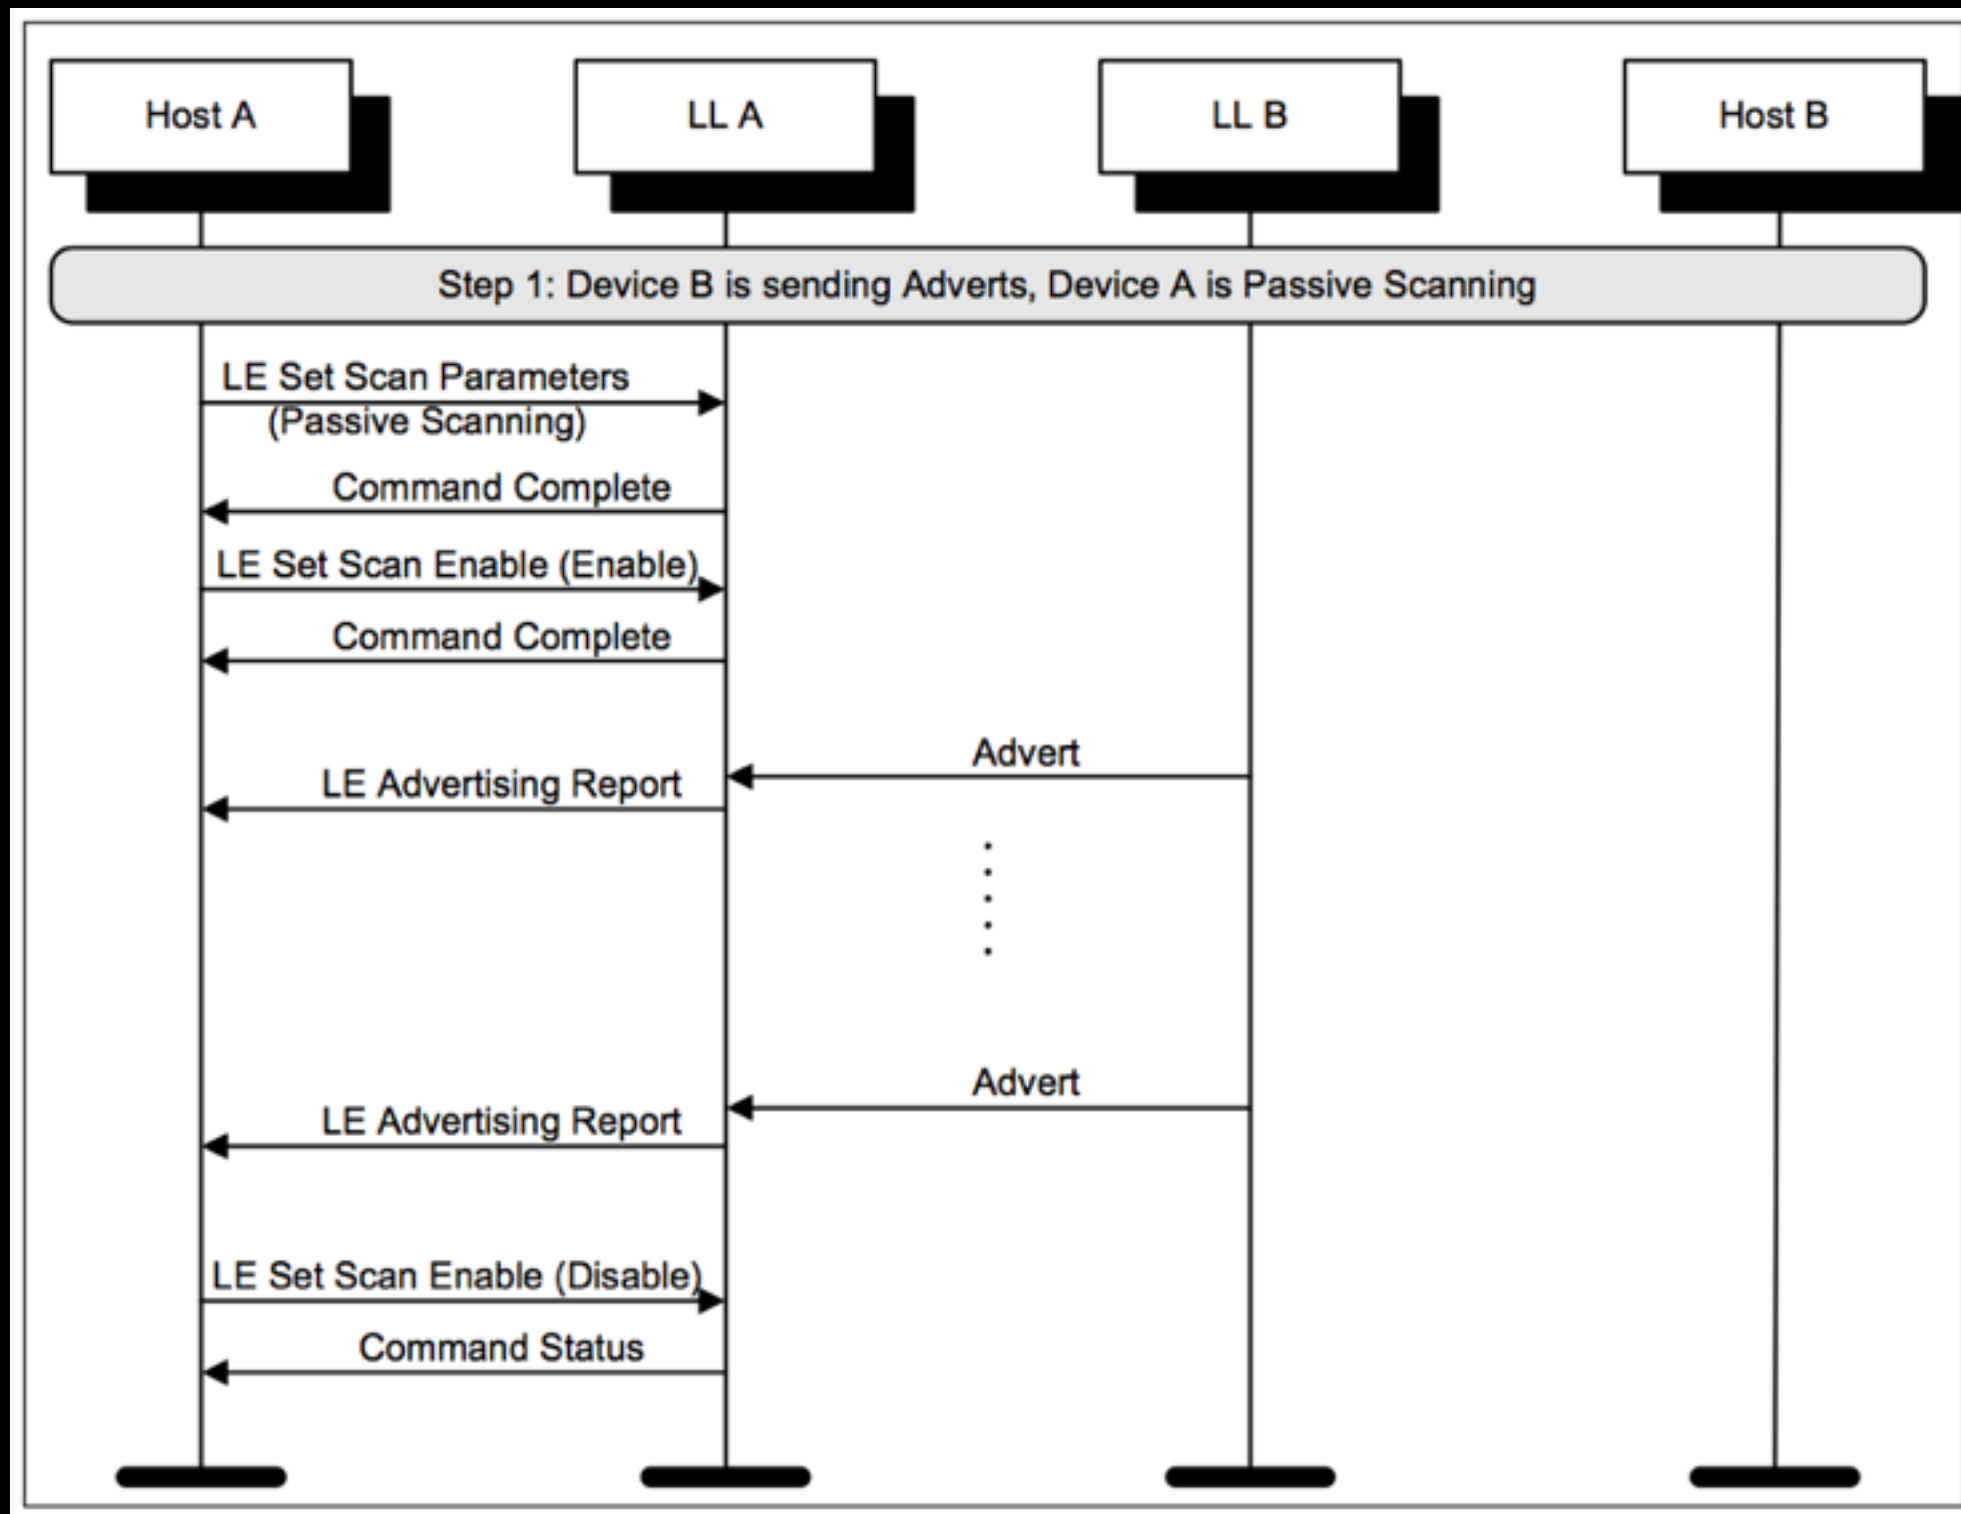 Host A
LL A
LL B
Host B
Step 1: Device B is sending Adverts, Device A is Passive Scanning
LE Set Scan Parameters
(Passive Scanning)
Command Complete
LE Set Scan Enable (Enable)
Command Complete
Advert
LE Advertising Report
Advert
LE Advertising Report
LE Set Scan Enable (Disable)
Command Status